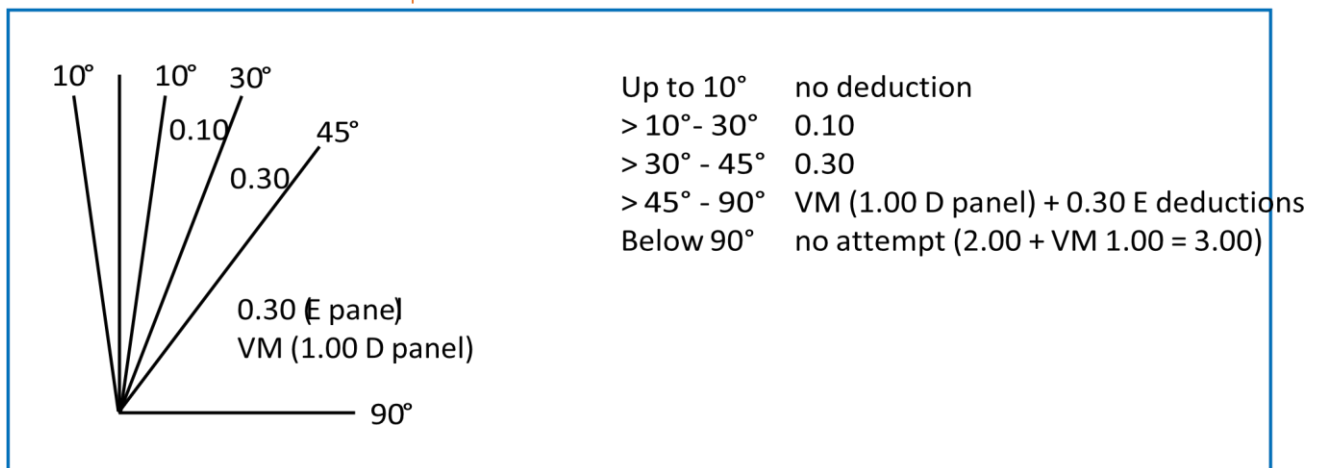 10° 10° 30°
0.10 45°
0.30
0.30 (E panel)
VM (1.00 D panel)
90°
Up to 10° no deduction
> 10°- 30° 0.10
> 30° - 45° 0.30
> 45° - 90° VM (1.00 D panel) + 0.30 E deductions
Below 90° no attempt (2.00 + VM 1.00 = 3.00)